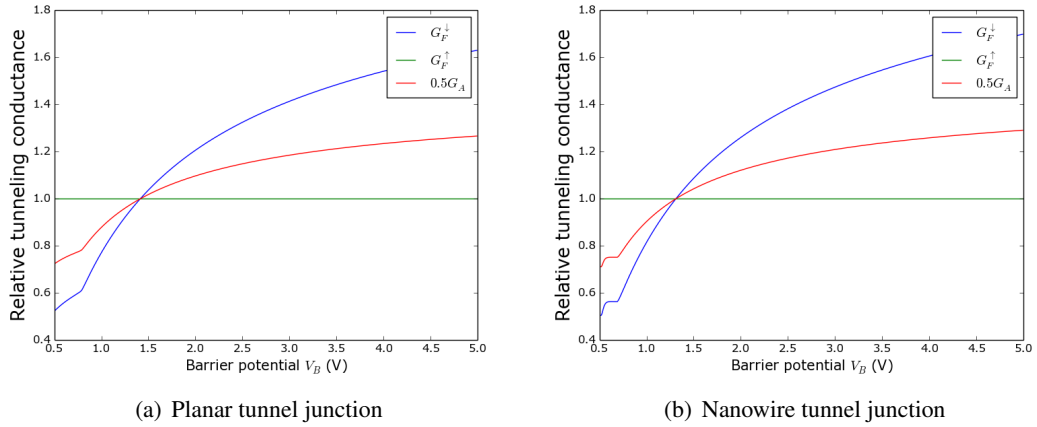 1.8
1.6
1.4
1.2
1.0
0.8
0.6
0.4
Relative tunneling conductance
0.5 1.0 1.5 2.0 2.5 3.0 3.5 4.0 4.5 5.0
Barrier potential V_B (V)
G_F^↓
G_F^↑
0.5G_A
(a) Planar tunnel junction
1.8
1.6
1.4
1.2
1.0
0.8
0.6
0.4
Relative tunneling conductance
0.5 1.0 1.5 2.0 2.5 3.0 3.5 4.0 4.5 5.0
Barrier potential V_B (V)
G_F^↓
G_F^↑
0.5G_A
(b) Nanowire tunnel junction